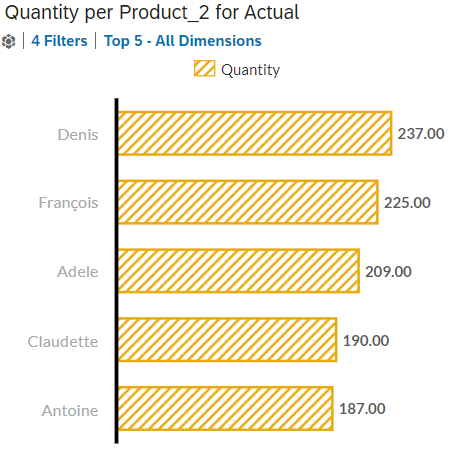 Quantity per Product_2 for Actual
4 Filters | Top 5 - All Dimensions
Quantity
Denis 237.00
François 225.00
Adele 209.00
Claudette 190.00
Antoine 187.00